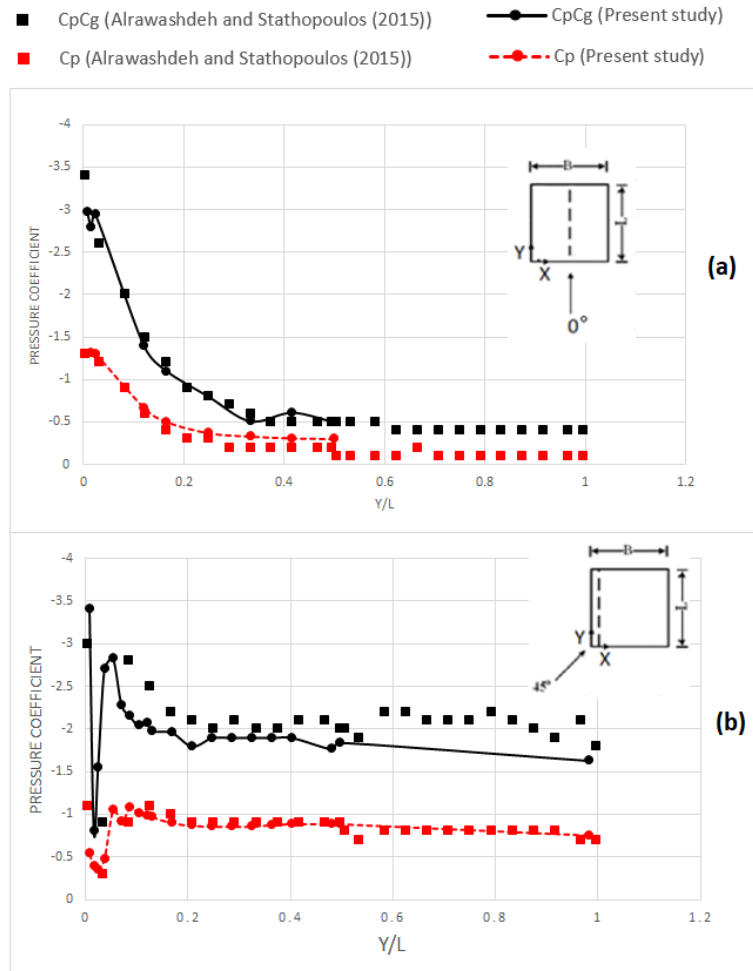 CpCg (Alrawashdeh and Stathopoulos (2015)) CpCg (Present study)
Cp (Alrawashdeh and Stathopoulos (2015)) Cp (Present study)
-4
-3.5
-3
-2.5
-2
-1.5
-1
-0.5
0
PRESSURE COEFFICIENT
0 0.2 0.4 0.6 0.8 1 1.2
Y/L
B
L
Y
X
0°
(a)
-4
-3.5
-3
-2.5
-2
-1.5
-1
-0.5
0
PRESSURE COEFFICIENT
0 0.2 0.4 0.6 0.8 1 1.2
Y/L
B
L
Y
X
45°
(b)